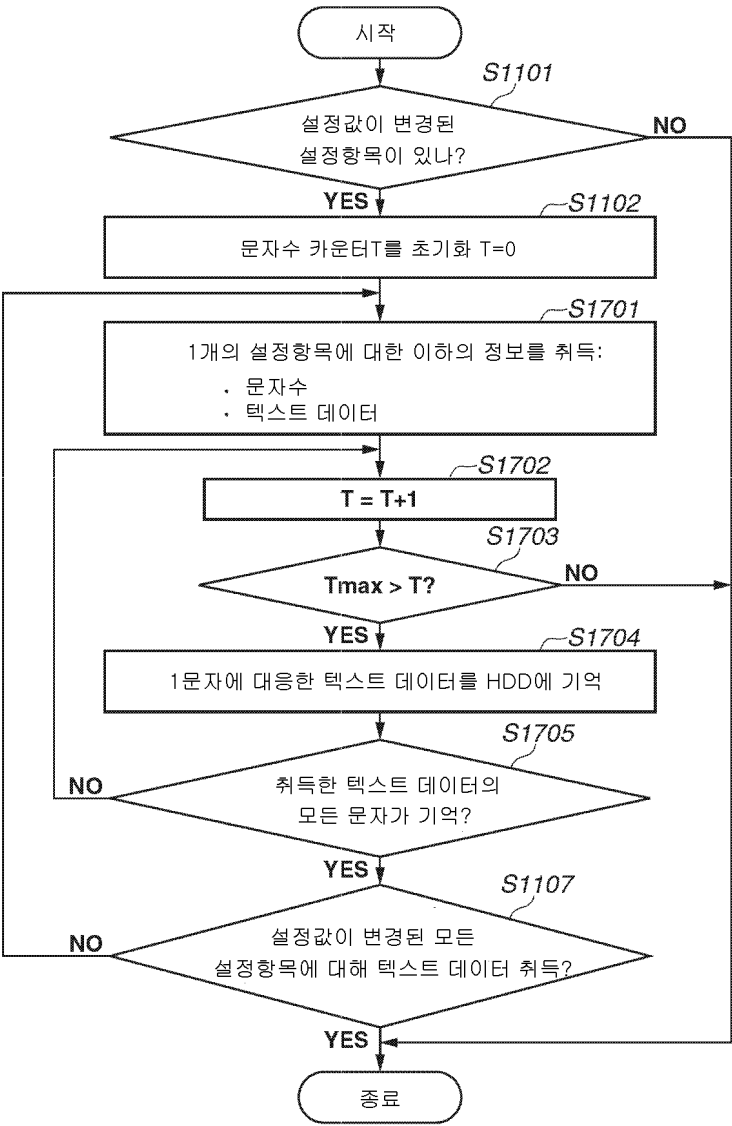 시작
S1101
설정값이 변경된
설정항목이 있나?
NO
YES
S1102
문자수 카운터T를 초기화 T=0
S1701
1개의 설정항목에 대한 이하의 정보를 취득:
. 문자수
. 텍스트 데이터
S1702
T = T+1
S1703
Tmax > T?
NO
YES
S1704
1문자에 대응한 텍스트 데이터를 HDD에 기억
S1705
취득한 텍스트 데이터의
모든 문자가 기억?
NO
YES
S1107
설정값이 변경된 모든
설정항목에 대해 텍스트 데이터 취득?
NO
YES
종료